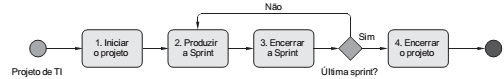 Não
Sim
1. Iniciar
o projeto
2. Produzir
a Sprint
3. Encerrar
a Sprint
4. Encerrar
o projeto
Projeto de TI
Última sprint?